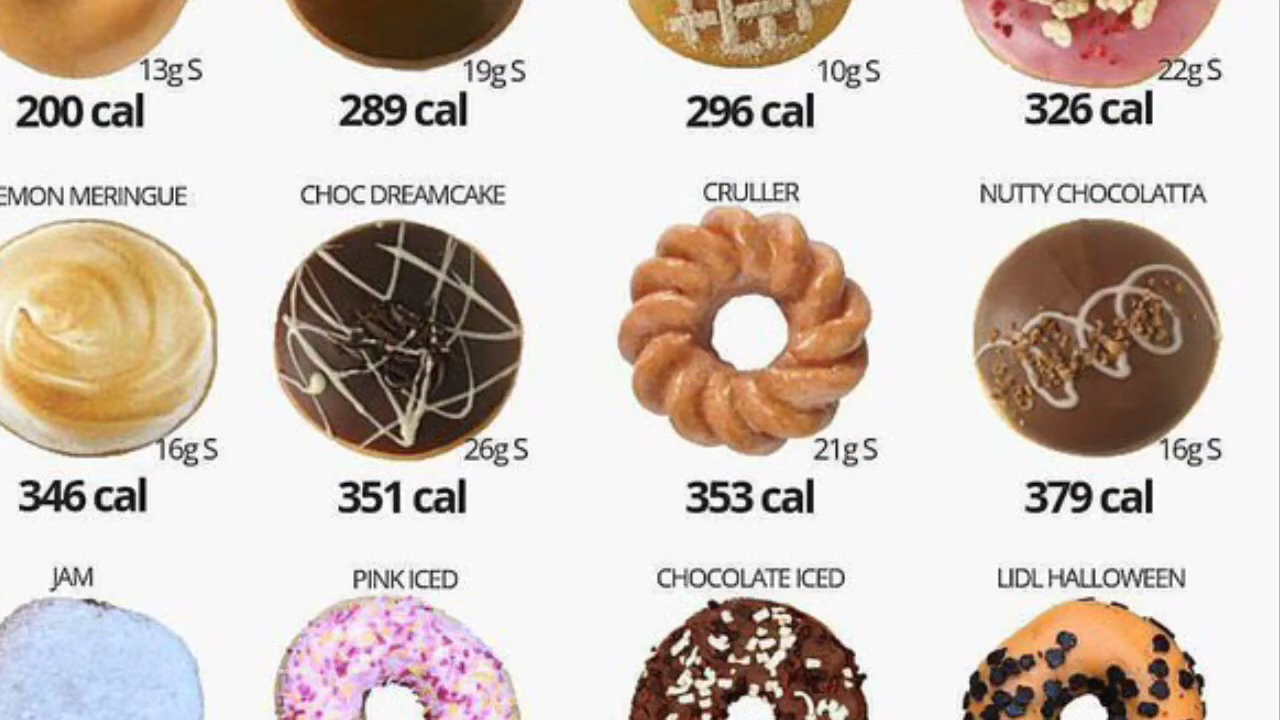 13g S 19g S 10g S 22g S
200 cal 289 cal 296 cal 326 cal
EMON MERINGUE CHOC DREAMCAKE CRULLER NUTTY CHOCOLATTA
16g S 26g S 21g S 16g S
346 cal 351 cal 353 cal 379 cal
JAM PINK ICED CHOCOLATE ICED LIDL HALLOWEEN